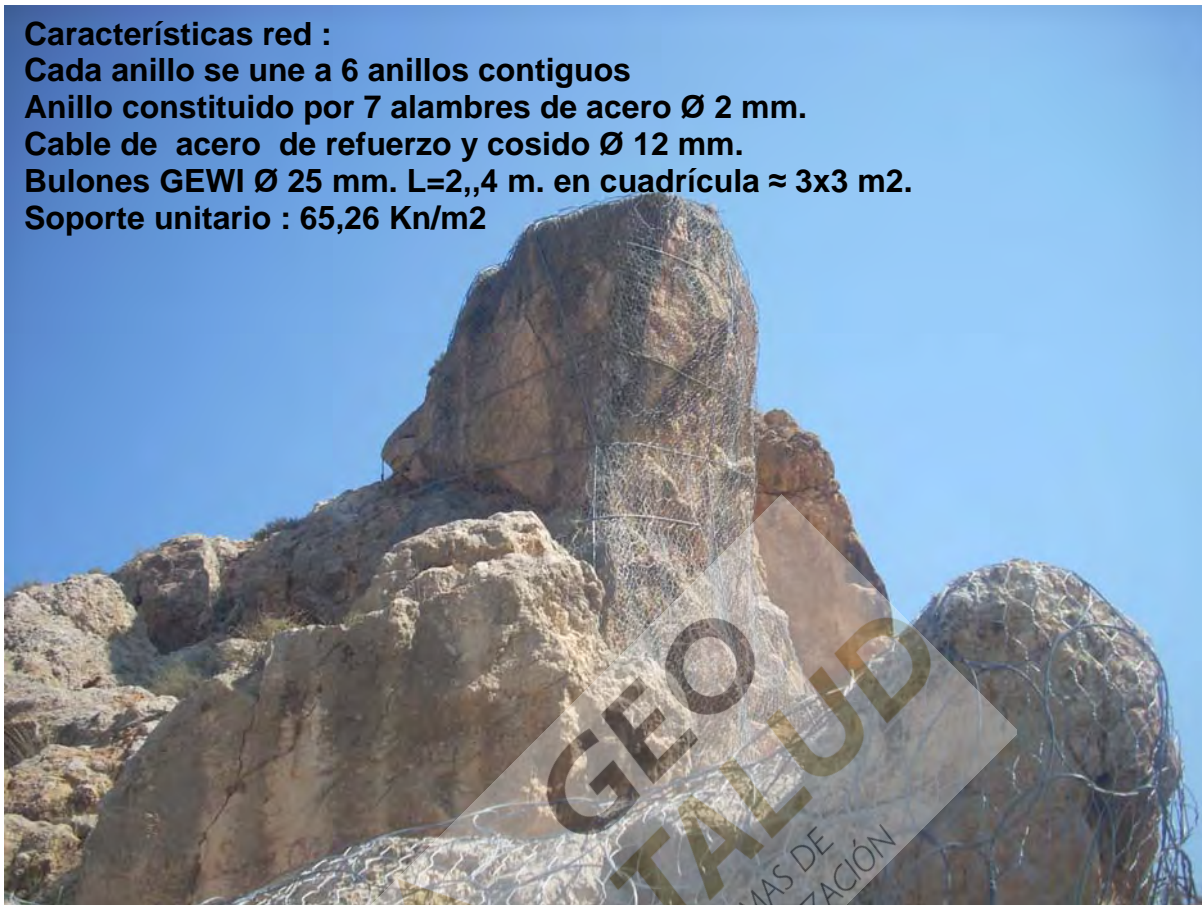 Características red :
Cada anillo se une a 6 anillos contiguos
Anillo constituido por 7 alambres de acero Ø 2 mm.
Cable de acero de refuerzo y cosido Ø 12 mm.
Bulones GEWI Ø 25 mm. L=2,,4 m. en cuadrícula ≈ 3x3 m2.
Soporte unitario : 65,26 Kn/m2
GEO
TALUD